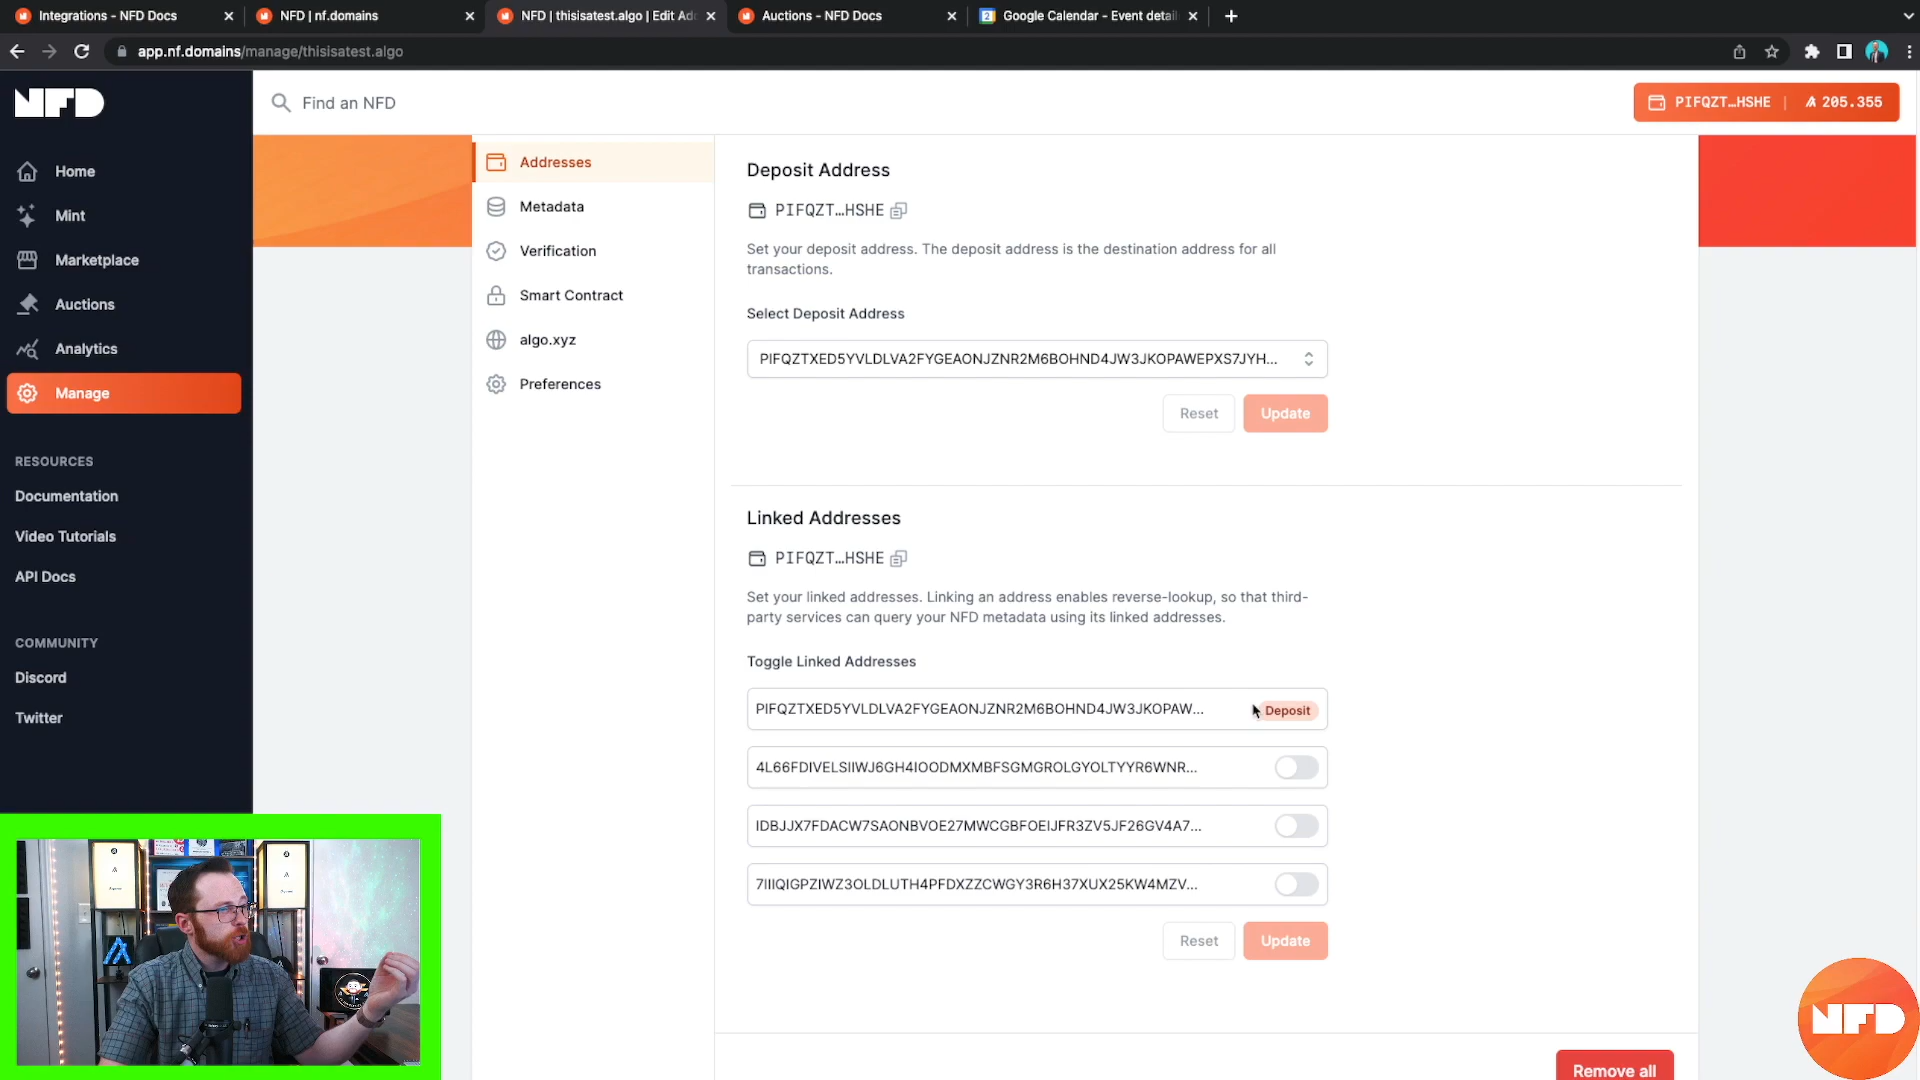 Integrations - NFD Docs
NFD | nf.domains
NFD | thisisatest.algo | Edit Ad
Auctions - NFD Docs
Google Calendar - Event detai
app.nf.domains/manage/thisisatest.algo
NFD
Find an NFD
PIFQZT…HSHE | 205.355
Home
Mint
Marketplace
Auctions
Analytics
Manage
RESOURCES
Documentation
Video Tutorials
API Docs
COMMUNITY
Discord
Twitter
Addresses
Metadata
Verification
Smart Contract
algo.xyz
Preferences
Deposit Address
PIFQZT…HSHE
Set your deposit address. The deposit address is the destination address for all
transactions.
Select Deposit Address
PIFQZTXED5YVLDLVA2FYGEAONJZNR2M6BOHND4JW3JKOPAWEPXS7JYH...
Reset
Update
Linked Addresses
PIFQZT…HSHE
Set your linked addresses. Linking an address enables reverse-lookup, so that third-
party services can query your NFD metadata using its linked addresses.
Toggle Linked Addresses
PIFQZTXED5YVLDLVA2FYGEAONJZNR2M6BOHND4JW3JKOPAW...
Deposit
4L66FDIVELSIIWJ6GH4IOODMXMBFSGMGROLGYOLTYYR6WNR...
IDBJJX7FDACW7SAONBVOE27MWCGBFOEIJFR3ZV5JF26GV4A7...
7IIIQIGPZIWZ3OLDLUTH4PFDXZZCWGY3R6H37XUX25KW4MZV...
Reset
Update
Remove all
NFD